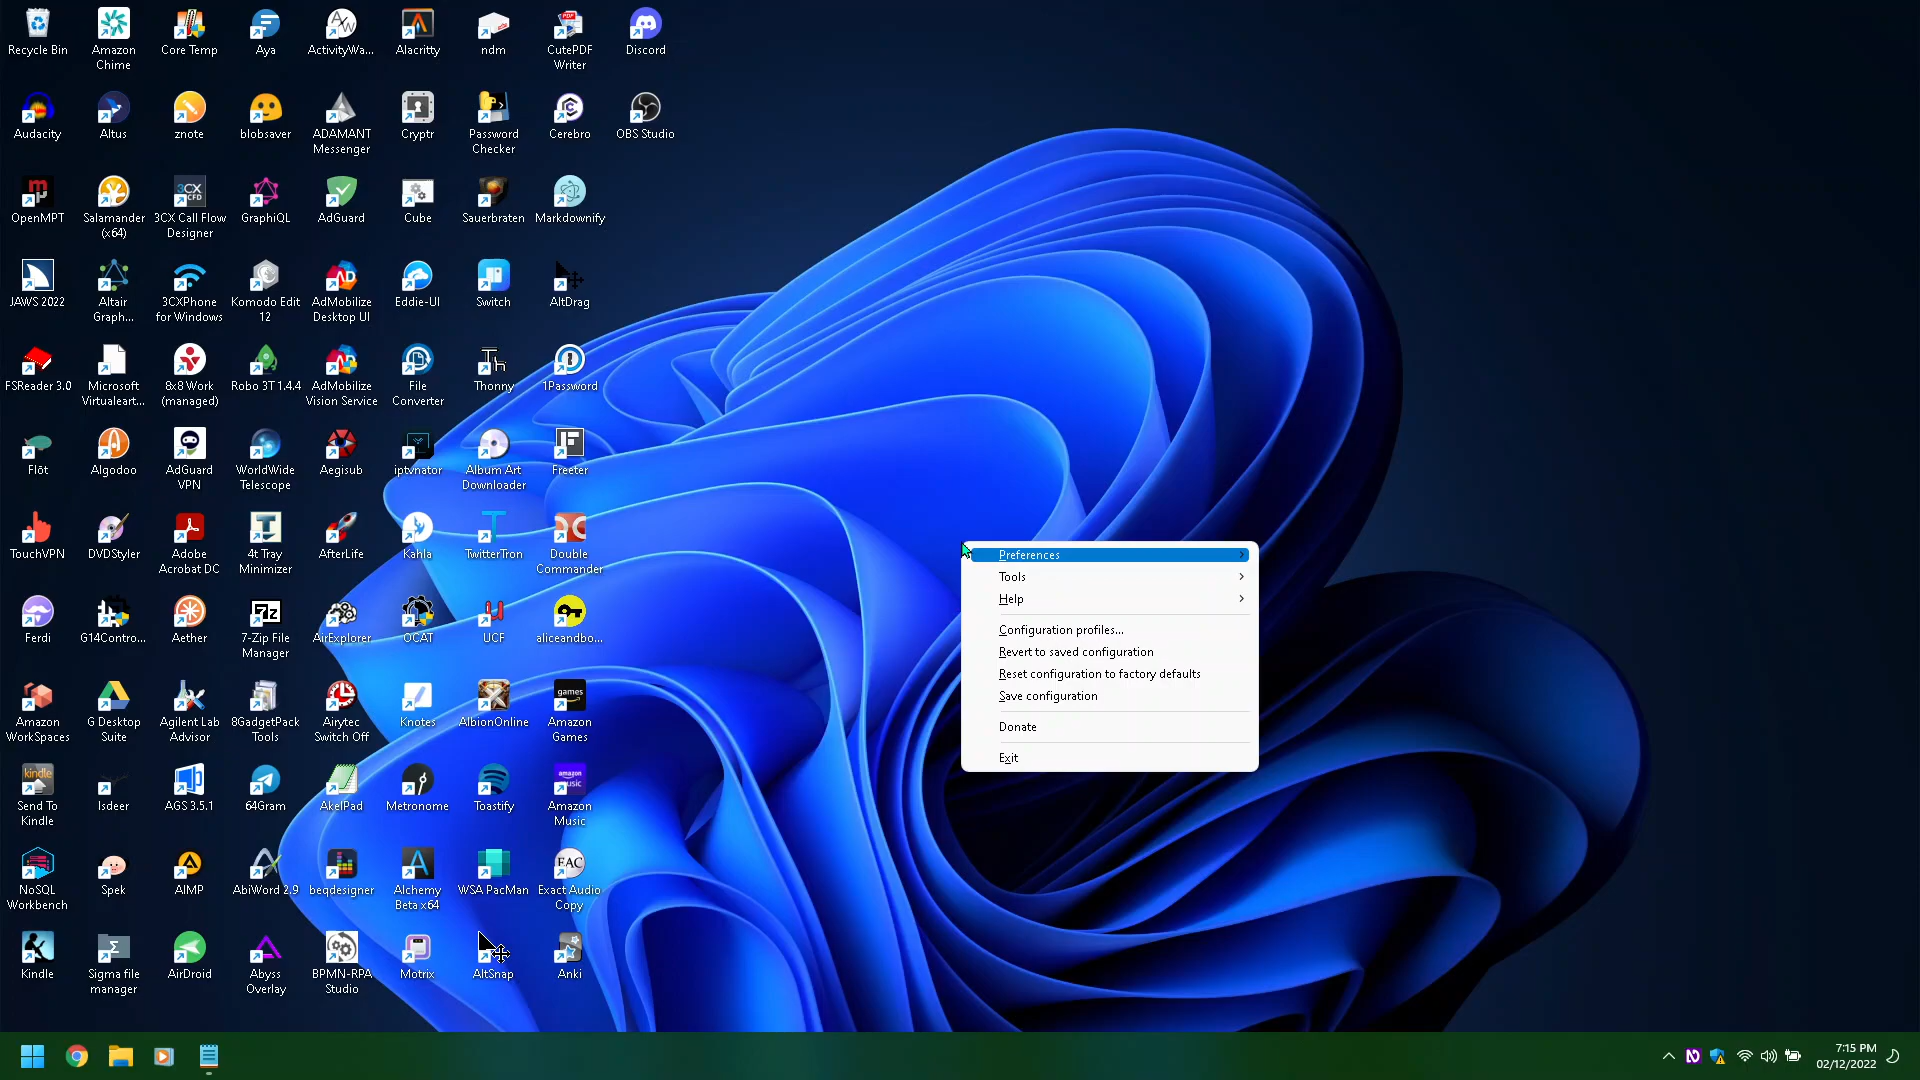 Recycle Bin
Amazon
Chime
Core Temp
Aya
ActivityWa...
Alacritty
ndm
CutePDF
Writer
Discord
Audacity
Altus
znote
blobsaver
ADAMANT
Messenger
Cryptr
Password
Checker
Cerebro
OBS Studio
OpenMPT
Salamander
(x64)
3CX Call Flow
Designer
GraphiQL
AdGuard
Cube
Sauerbraten
Markdownify
JAWS 2022
Altair
Graph...
3CXPhone
for Windows
Komodo Edit
12
AdMobilize
Desktop UI
Eddie-UI
Switch
AltDrag
FSReader 3.0
Microsoft
Virtualeart...
8x8 Work
(managed)
Robo 3T 1.4.4
AdMobilize
Vision Service
File
Converter
Thonny
1Password
Flöt
Algodoo
AdGuard
VPN
WorldWide
Telescope
Aegisub
iptvnator
Album Art
Downloader
Freeter
TouchVPN
DVDStyler
Adobe
Acrobat DC
4t Tray
Minimizer
AfterLife
Kahla
TwitterTron
Double
Commander
Ferdi
G14Contro...
Aether
7-Zip File
Manager
AirExplorer
OCAT
UCF
aliceandbo...
Amazon
WorkSpaces
G Desktop
Suite
Agilent Lab
Advisor
8GadgetPack
Tools
Airytec
Switch Off
Knotes
AlbionOnline
Amazon
Games
Send To
Kindle
Isdeer
AGS 3.5.1
64Gram
AkelPad
Metronome
Toastify
Amazon
Music
NoSQL
Workbench
Spek
AIMP
AbiWord 2.9
beqdesigner
Alchemy
Beta x64
WSA PacMan
Exact Audio
Copy
Kindle
Sigma file
manager
AirDroid
Abyss
Overlay
BPMN-RPA
Studio
Motrix
AltSnap
Anki
Preferences
Tools
Help
Configuration profiles...
Revert to saved configuration
Reset configuration to factory defaults
Save configuration
Donate
Exit
7:15 PM
02/12/2022